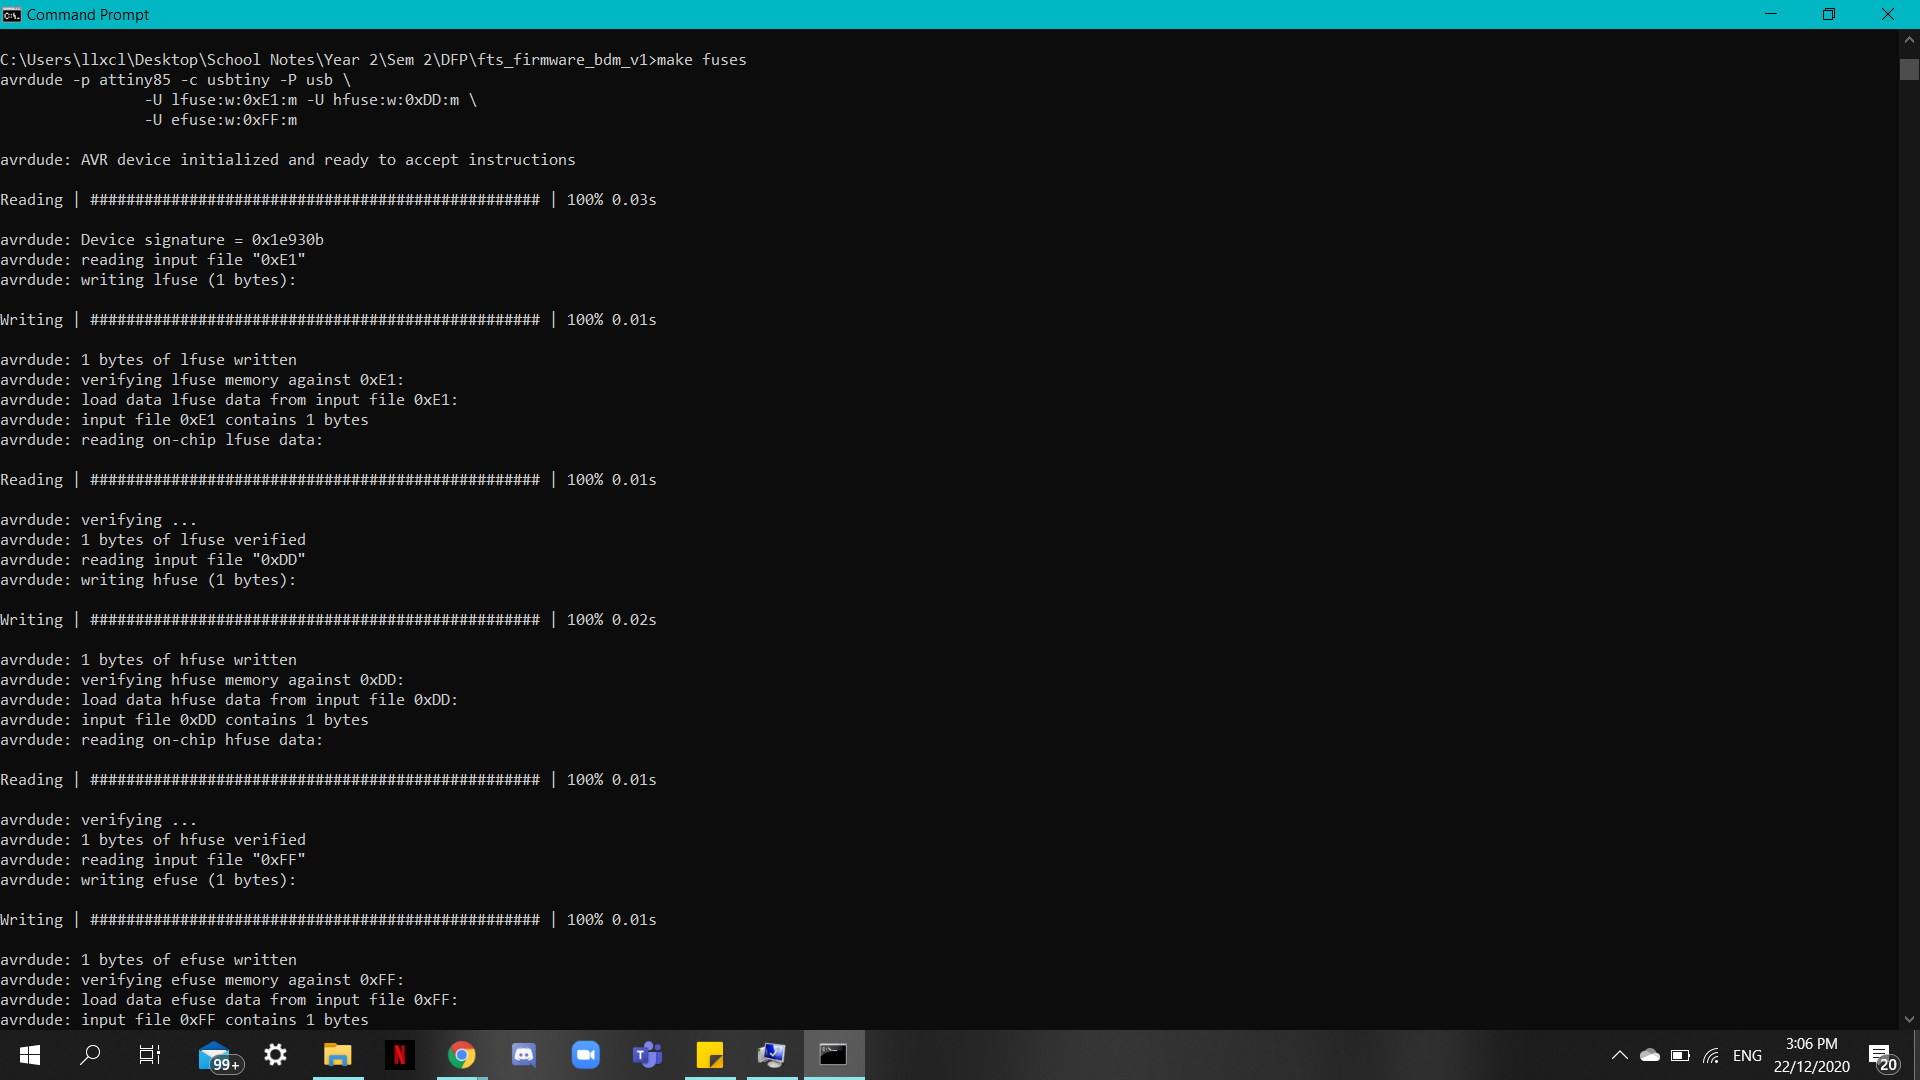 Command Prompt
C:\Users\llxcl\Desktop\School Notes\Year 2\Sem 2\DFP\fts_firmware_bdm_v1>make fuses
avrdude -p attiny85 -c usbtiny -P usb \
-U lfuse:w:0xE1:m -U hfuse:w:0xDD:m \
-U efuse:w:0xFF:m
avrdude: AVR device initialized and ready to accept instructions
Reading | ################################################## | 100% 0.03s
avrdude: Device signature = 0x1e930b
avrdude: reading input file "0xE1"
avrdude: writing lfuse (1 bytes):
Writing | ################################################## | 100% 0.01s
avrdude: 1 bytes of lfuse written
avrdude: verifying lfuse memory against 0xE1:
avrdude: load data lfuse data from input file 0xE1:
avrdude: input file 0xE1 contains 1 bytes
avrdude: reading on-chip lfuse data:
Reading | ################################################## | 100% 0.01s
avrdude: verifying ...
avrdude: 1 bytes of lfuse verified
avrdude: reading input file "0xDD"
avrdude: writing hfuse (1 bytes):
Writing | ################################################## | 100% 0.02s
avrdude: 1 bytes of hfuse written
avrdude: verifying hfuse memory against 0xDD:
avrdude: load data hfuse data from input file 0xDD:
avrdude: input file 0xDD contains 1 bytes
avrdude: reading on-chip hfuse data:
Reading | ################################################## | 100% 0.01s
avrdude: verifying ...
avrdude: 1 bytes of hfuse verified
avrdude: reading input file "0xFF"
avrdude: writing efuse (1 bytes):
Writing | ################################################## | 100% 0.01s
avrdude: 1 bytes of efuse written
avrdude: verifying efuse memory against 0xFF:
avrdude: load data efuse data from input file 0xFF:
avrdude: input file 0xFF contains 1 bytes
99+
N
T
ENG
3:06 PM
22/12/2020
20